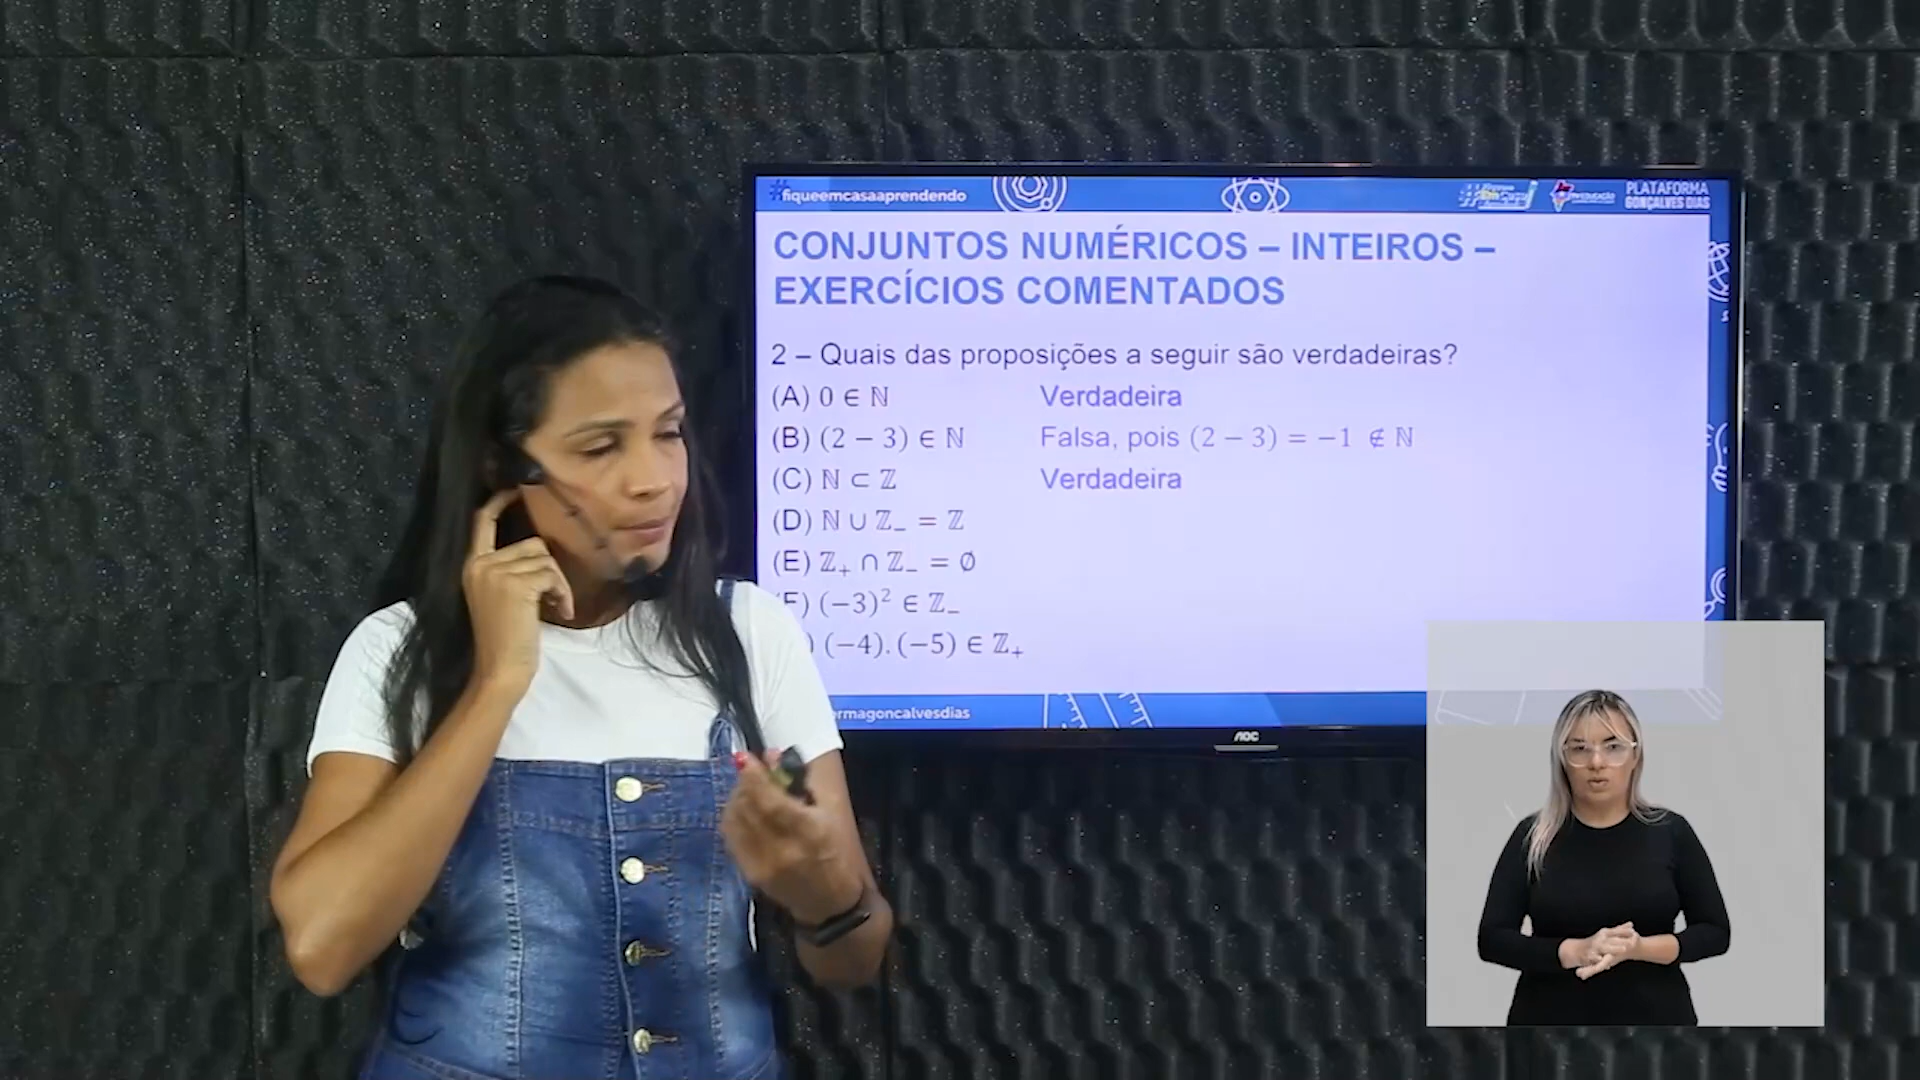 #fiqueemcasaaprendendo
PLATAFORMA
GONÇALVES DIAS
CONJUNTOS NUMÉRICOS – INTEIROS –
EXERCÍCIOS COMENTADOS
2 – Quais das proposições a seguir são verdadeiras?
(A) 0 ∈ ℕ Verdadeira
(B) (2 – 3) ∈ ℕ Falsa, pois (2 – 3) = –1 ∉ ℕ
(C) ℕ ⊂ ℤ Verdadeira
(D) ℕ ∪ ℤ₋ = ℤ
(E) ℤ₊ ∩ ℤ₋ = ∅
F) (−3)² ∈ ℤ₋
) (−4).(−5) ∈ ℤ₊
rmagoncalvesdias
AOC